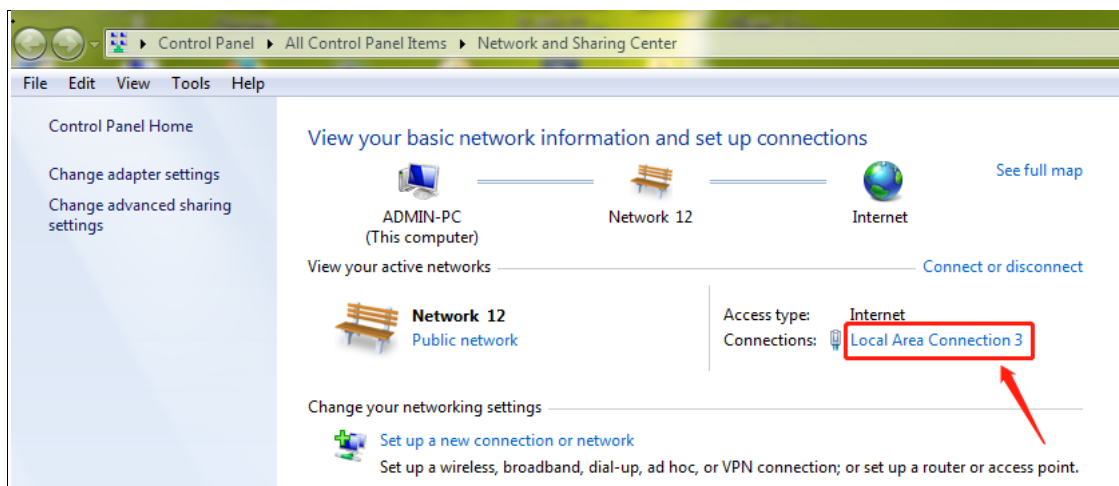 Control Panel ▸ All Control Panel Items ▸ Network and Sharing Center
File Edit View Tools Help
Control Panel Home
Change adapter settings
Change advanced sharing
settings
View your basic network information and set up connections
See full map
ADMIN-PC
(This computer)
Network 12
Internet
View your active networks
Connect or disconnect
Network 12
Public network
Access type: Internet
Connections: Local Area Connection 3
Change your networking settings
Set up a new connection or network
Set up a wireless, broadband, dial-up, ad hoc, or VPN connection; or set up a router or access point.